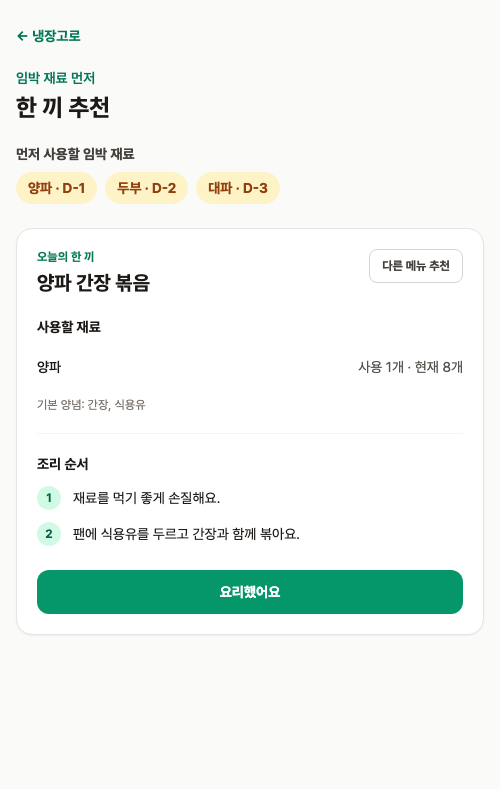 ← 냉장고로
임박 재료 먼저
한 끼 추천
먼저 사용할 임박 재료
양파 · D-1 두부 · D-2 대파 · D-3
오늘의 한 끼
양파 간장 볶음
다른 메뉴 추천
사용할 재료
양파 사용 1개 · 현재 8개
기본 양념: 간장, 식용유
조리 순서
1 재료를 먹기 좋게 손질해요.
2 팬에 식용유를 두르고 간장과 함께 볶아요.
요리했어요